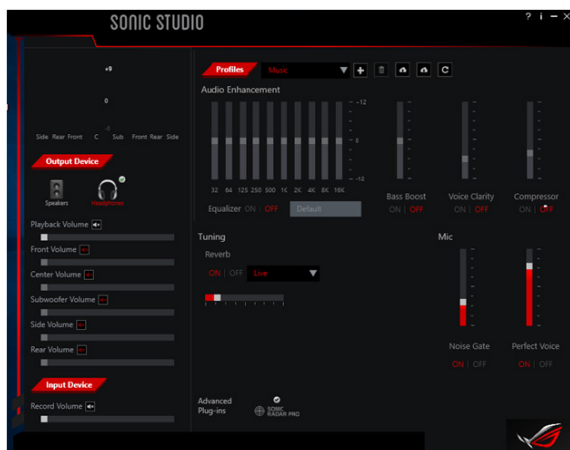 SONIC STUDIO
? i − ×
+9
0
Side Rear Front C Sub Front Rear Side
Output Device
Speakers Headphones
Playback Volume
Front Volume
Center Volume
Subwoofer Volume
Side Volume
Rear Volume
Input Device
Record Volume
Profiles Music
Audio Enhancement
-12
-12
32 64 125 250 500 1K 2K 4K 8K 16K
Equalizer ON | OFF Default
Bass Boost Voice Clarity Compressor
ON | OFF ON | OFF ON | OFF
Tuning
Reverb
ON | OFF Live
Mic
Noise Gate Perfect Voice
ON | OFF ON | OFF
Advanced
Plug-ins
SONIC
RADAR PRO